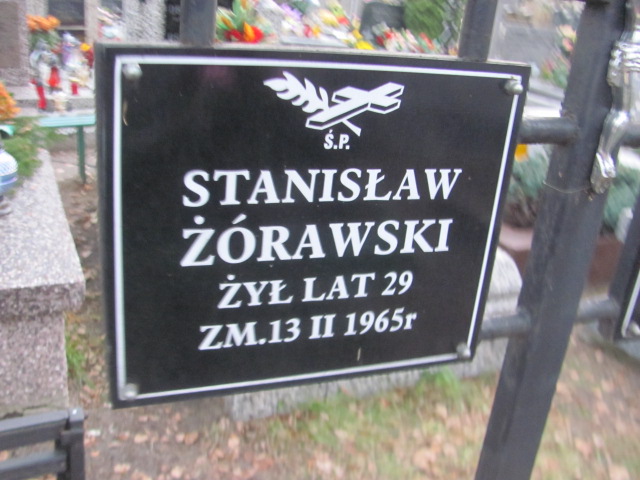 Ś.P.
STANISŁAW
ŻÓRAWSKI
ŻYŁ LAT 29
ZM.13 II 1965r